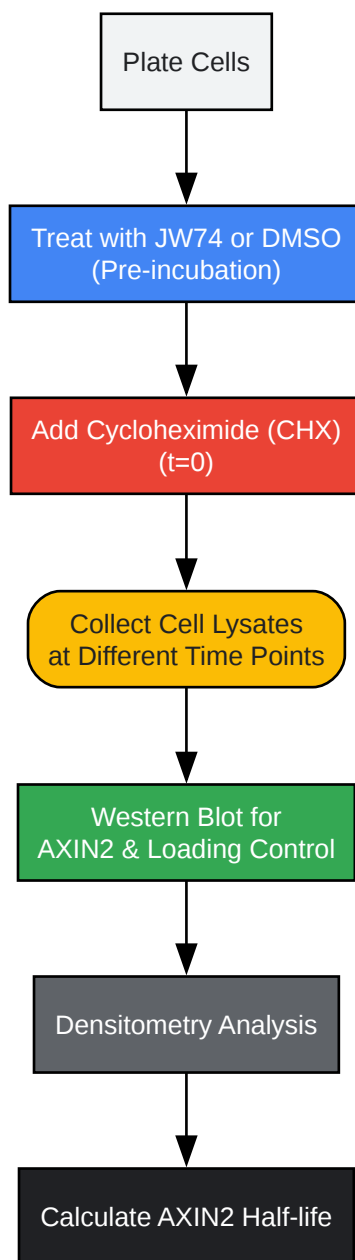 Plate Cells
Treat with JW74 or DMSO
(Pre-incubation)
Add Cycloheximide (CHX)
(t=0)
Collect Cell Lysates
at Different Time Points
Western Blot for
AXIN2 & Loading Control
Densitometry Analysis
Calculate AXIN2 Half-life